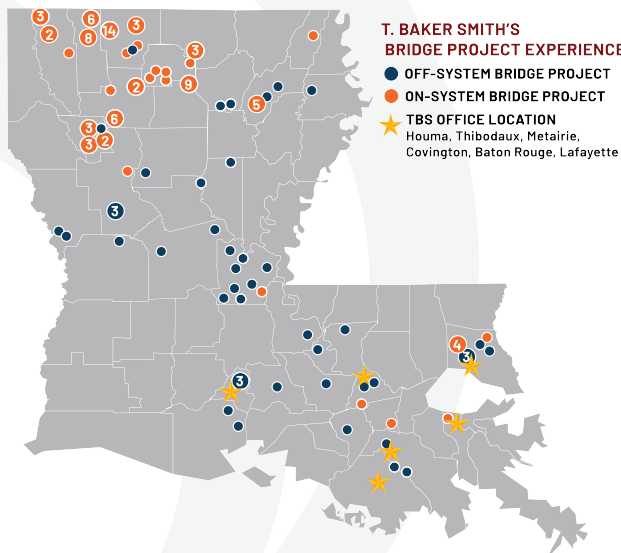 T. BAKER SMITH'S
BRIDGE PROJECT EXPERIENCE
OFF-SYSTEM BRIDGE PROJECT
ON-SYSTEM BRIDGE PROJECT
TBS OFFICE LOCATION
Houma, Thibodaux, Metairie,
Covington, Baton Rouge, Lafayette
3
6
3
2
8
14
3
2
9
5
6
3
3
2
3
4
3
3